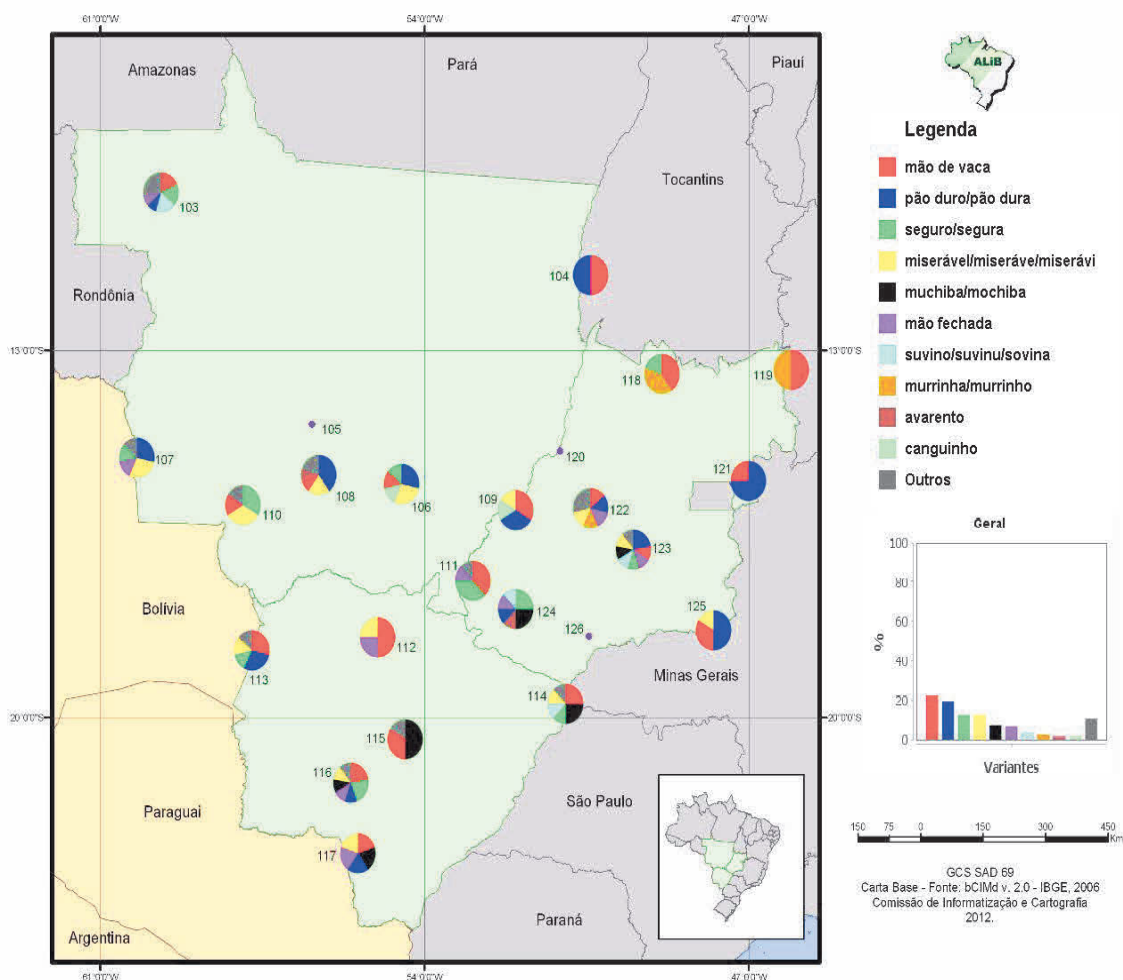 61°0'0"W 54°0'0"W 47°0'0"W
Amazonas
Pará
Piauí
Tocantins
Rondônia
Bolívia
Paraguai
Argentina
Minas Gerais
São Paulo
Paraná
13°0'0"S 13°0'0"S
20°0'0"S 20°0'0"S
103
104
105
106
107
108
109
110
111
112
113
114
115
116
117
118
119
120
121
122
123
124
125
126
61°0'0"W 54°0'0"W 47°0'0"W
ALiB
Legenda
mão de vaca
pão duro/pão dura
seguro/segura
miserável/miseráve/miserávi
muchiba/mochiba
mão fechada
suvino/suvinu/sovina
murrinha/murrinho
avarento
canguinho
Outros
Geral
100
80
60
40
20
0
%
Variantes
150 75 0 150 300 450
Km
GCS SAD 69
Carta Base - Fonte: bCIMd v. 2.0 - IBGE, 2006
Comissão de Informatização e Cartografia
2012.